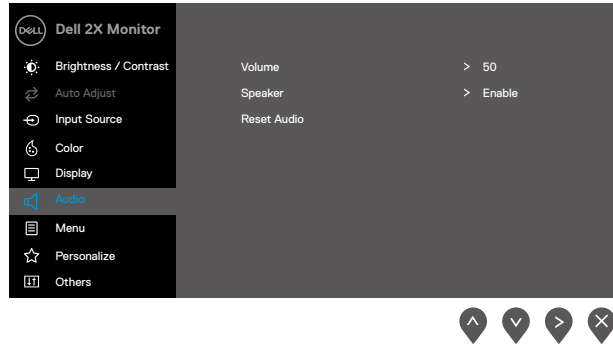 DELL Dell 2X Monitor
Brightness / Contrast
Auto Adjust
Input Source
Color
Display
Audio
Menu
Personalize
Others
Volume > 50
Speaker > Enable
Reset Audio